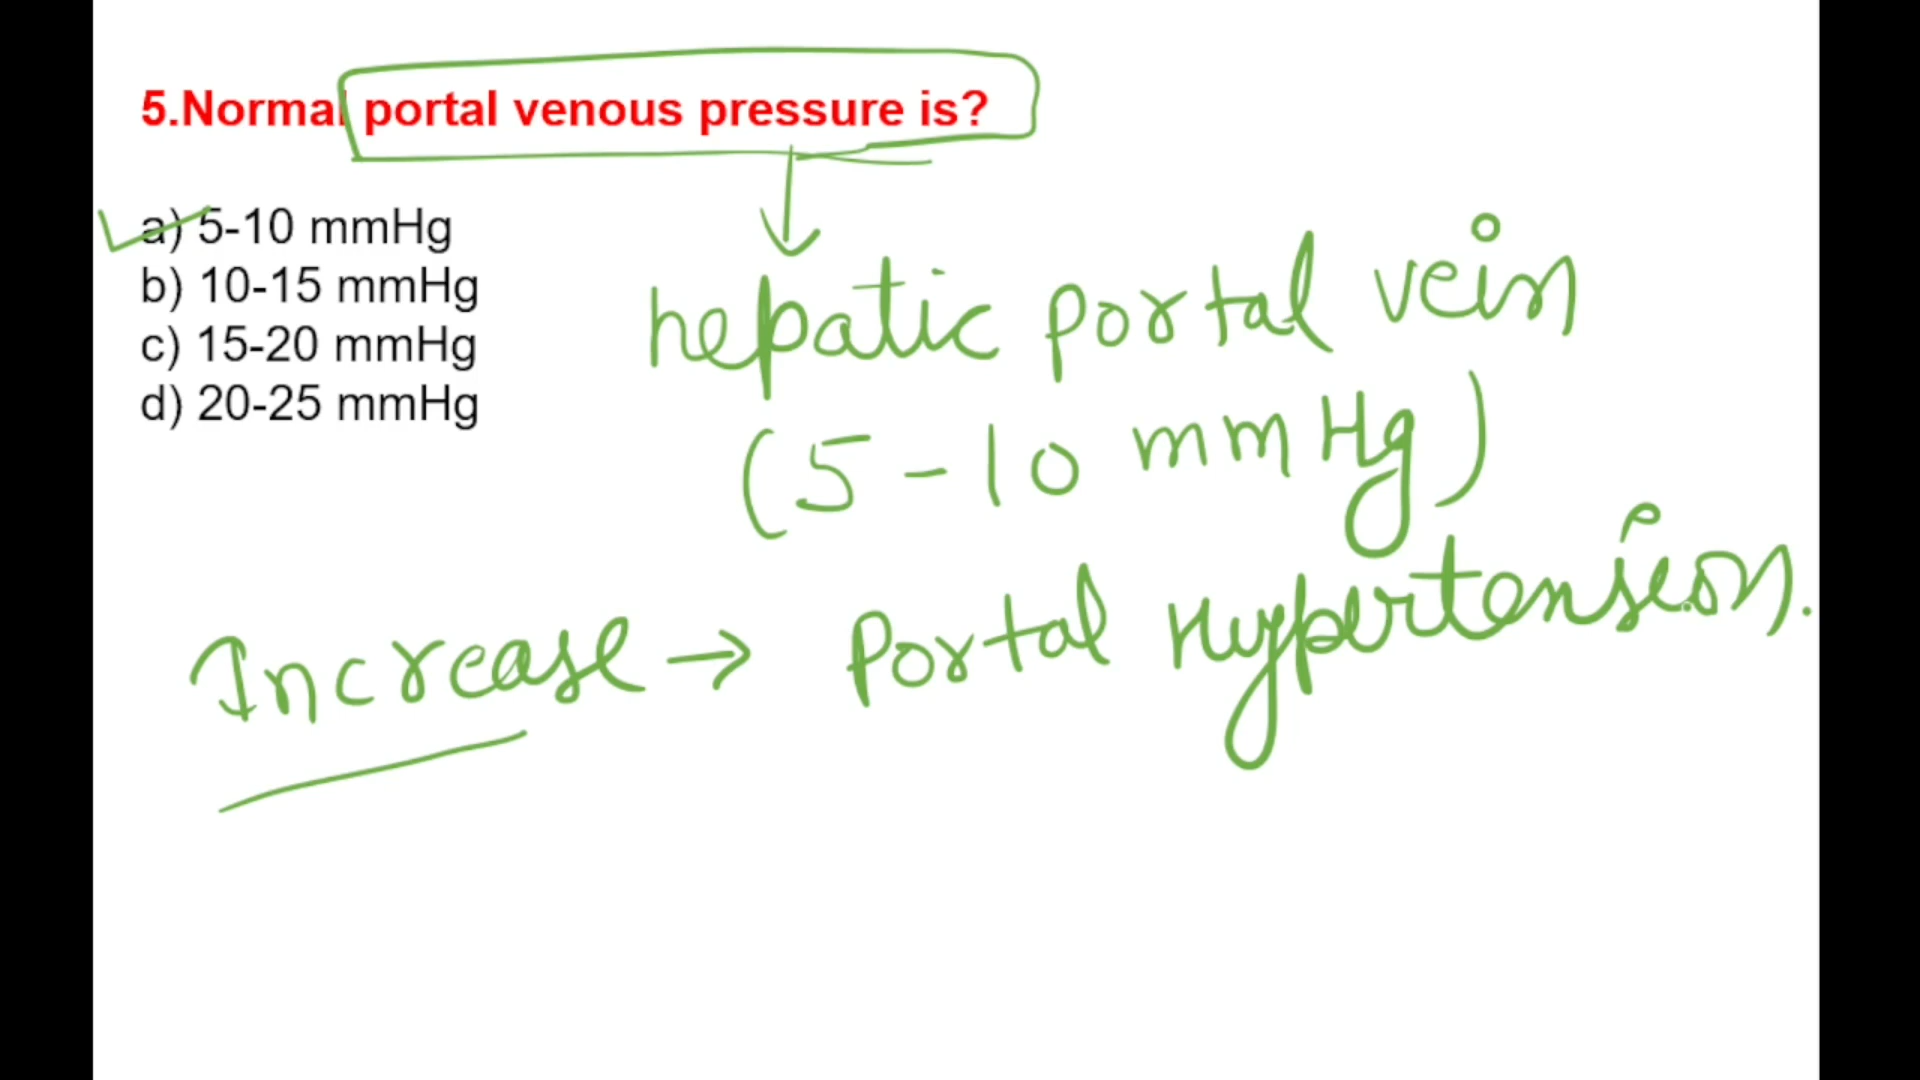 5.Normal portal venous pressure is?
a) 5-10 mmHg
b) 10-15 mmHg
c) 15-20 mmHg
d) 20-25 mmHg
hepatic portal vein
(5-10 mmHg)
Increase → Portal Hypertension.